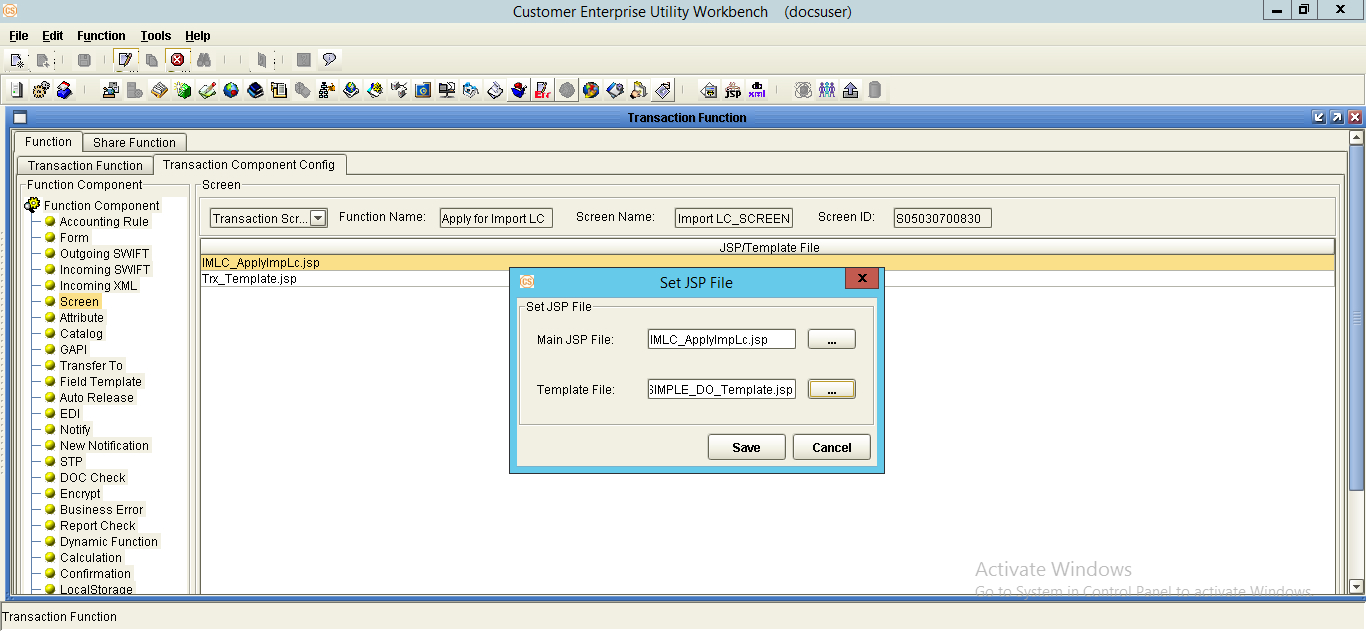 Customer Enterprise Utility Workbench (docsuser)
File Edit Function Tools Help
jsp xml
Transaction Function
Function Share Function
Transaction Function Transaction Component Config
Function Component
Screen
Function Component
Accounting Rule
Form
Outgoing SWIFT
Incoming SWIFT
Incoming XML
Screen
Attribute
Catalog
GAPI
Transfer To
Field Template
Auto Release
EDI
Notify
New Notification
STP
DOC Check
Encrypt
Business Error
Report Check
Dynamic Function
Calculation
Confirmation
LocalStorage
Transaction Scr... Function Name: Apply for Import LC Screen Name: Import LC_SCREEN Screen ID: S05030700830
JSP/Template File
IMLC_ApplyImpLc.jsp
Trx_Template.jsp
CS Set JSP File
Set JSP File
Main JSP File: IMLC_ApplyImpLc.jsp ...
Template File: SIMPLE_DO_Template.jsp ...
Save Cancel
Activate Windows
Go to System in Control Panel to activate Windows.
Transaction Function